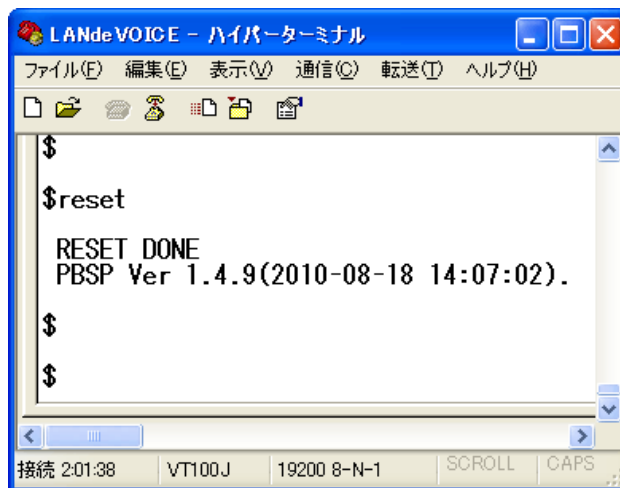 LANdeVOICE - ハイパーターミナル
ファイル(F) 編集(E) 表示(V) 通信(C) 転送(T) ヘルプ(H)
$
$reset
RESET DONE
PBSP Ver 1.4.9(2010-08-18 14:07:02).
$
$
接続 2:01:38 VT100J 19200 8-N-1 SCROLL CAPS